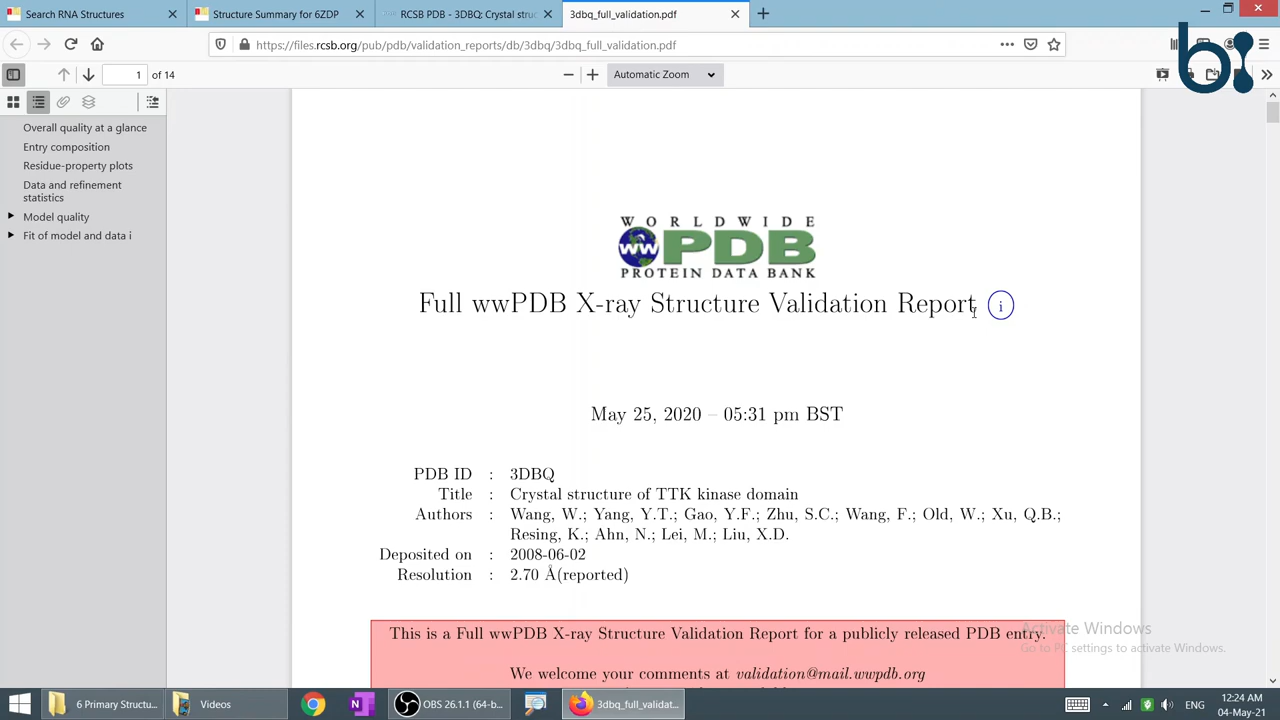 Search RNA Structures
Structure Summary for 6ZDP
RCSB PDB - 3DBQ: Crystal struc
3dbq_full_validation.pdf
https://files.rcsb.org/pub/pdb/validation_reports/db/3dbq/3dbq_full_validation.pdf
b:
1 of 14
Automatic Zoom
Overall quality at a glance
Entry composition
Residue-property plots
Data and refinement
statistics
Model quality
Fit of model and data i
WORLDWIDE
ww PDB
PROTEIN DATA BANK
Full wwPDB X-ray Structure Validation Report i
May 25, 2020 – 05:31 pm BST
PDB ID : 3DBQ
Title : Crystal structure of TTK kinase domain
Authors : Wang, W.; Yang, Y.T.; Gao, Y.F.; Zhu, S.C.; Wang, F.; Old, W.; Xu, Q.B.;
Resing, K.; Ahn, N.; Lei, M.; Liu, X.D.
Deposited on : 2008-06-02
Resolution : 2.70 Å(reported)
This is a Full wwPDB X-ray Structure Validation Report for a publicly released PDB entry.
We welcome your comments at validation@mail.wwpdb.org
Activate Windows
Go to PC settings to activate Windows.
6 Primary Structu...
Videos
OBS 26.1.1 (64-b...
3dbq_full_validat...
ENG
12:24 AM
04-May-21